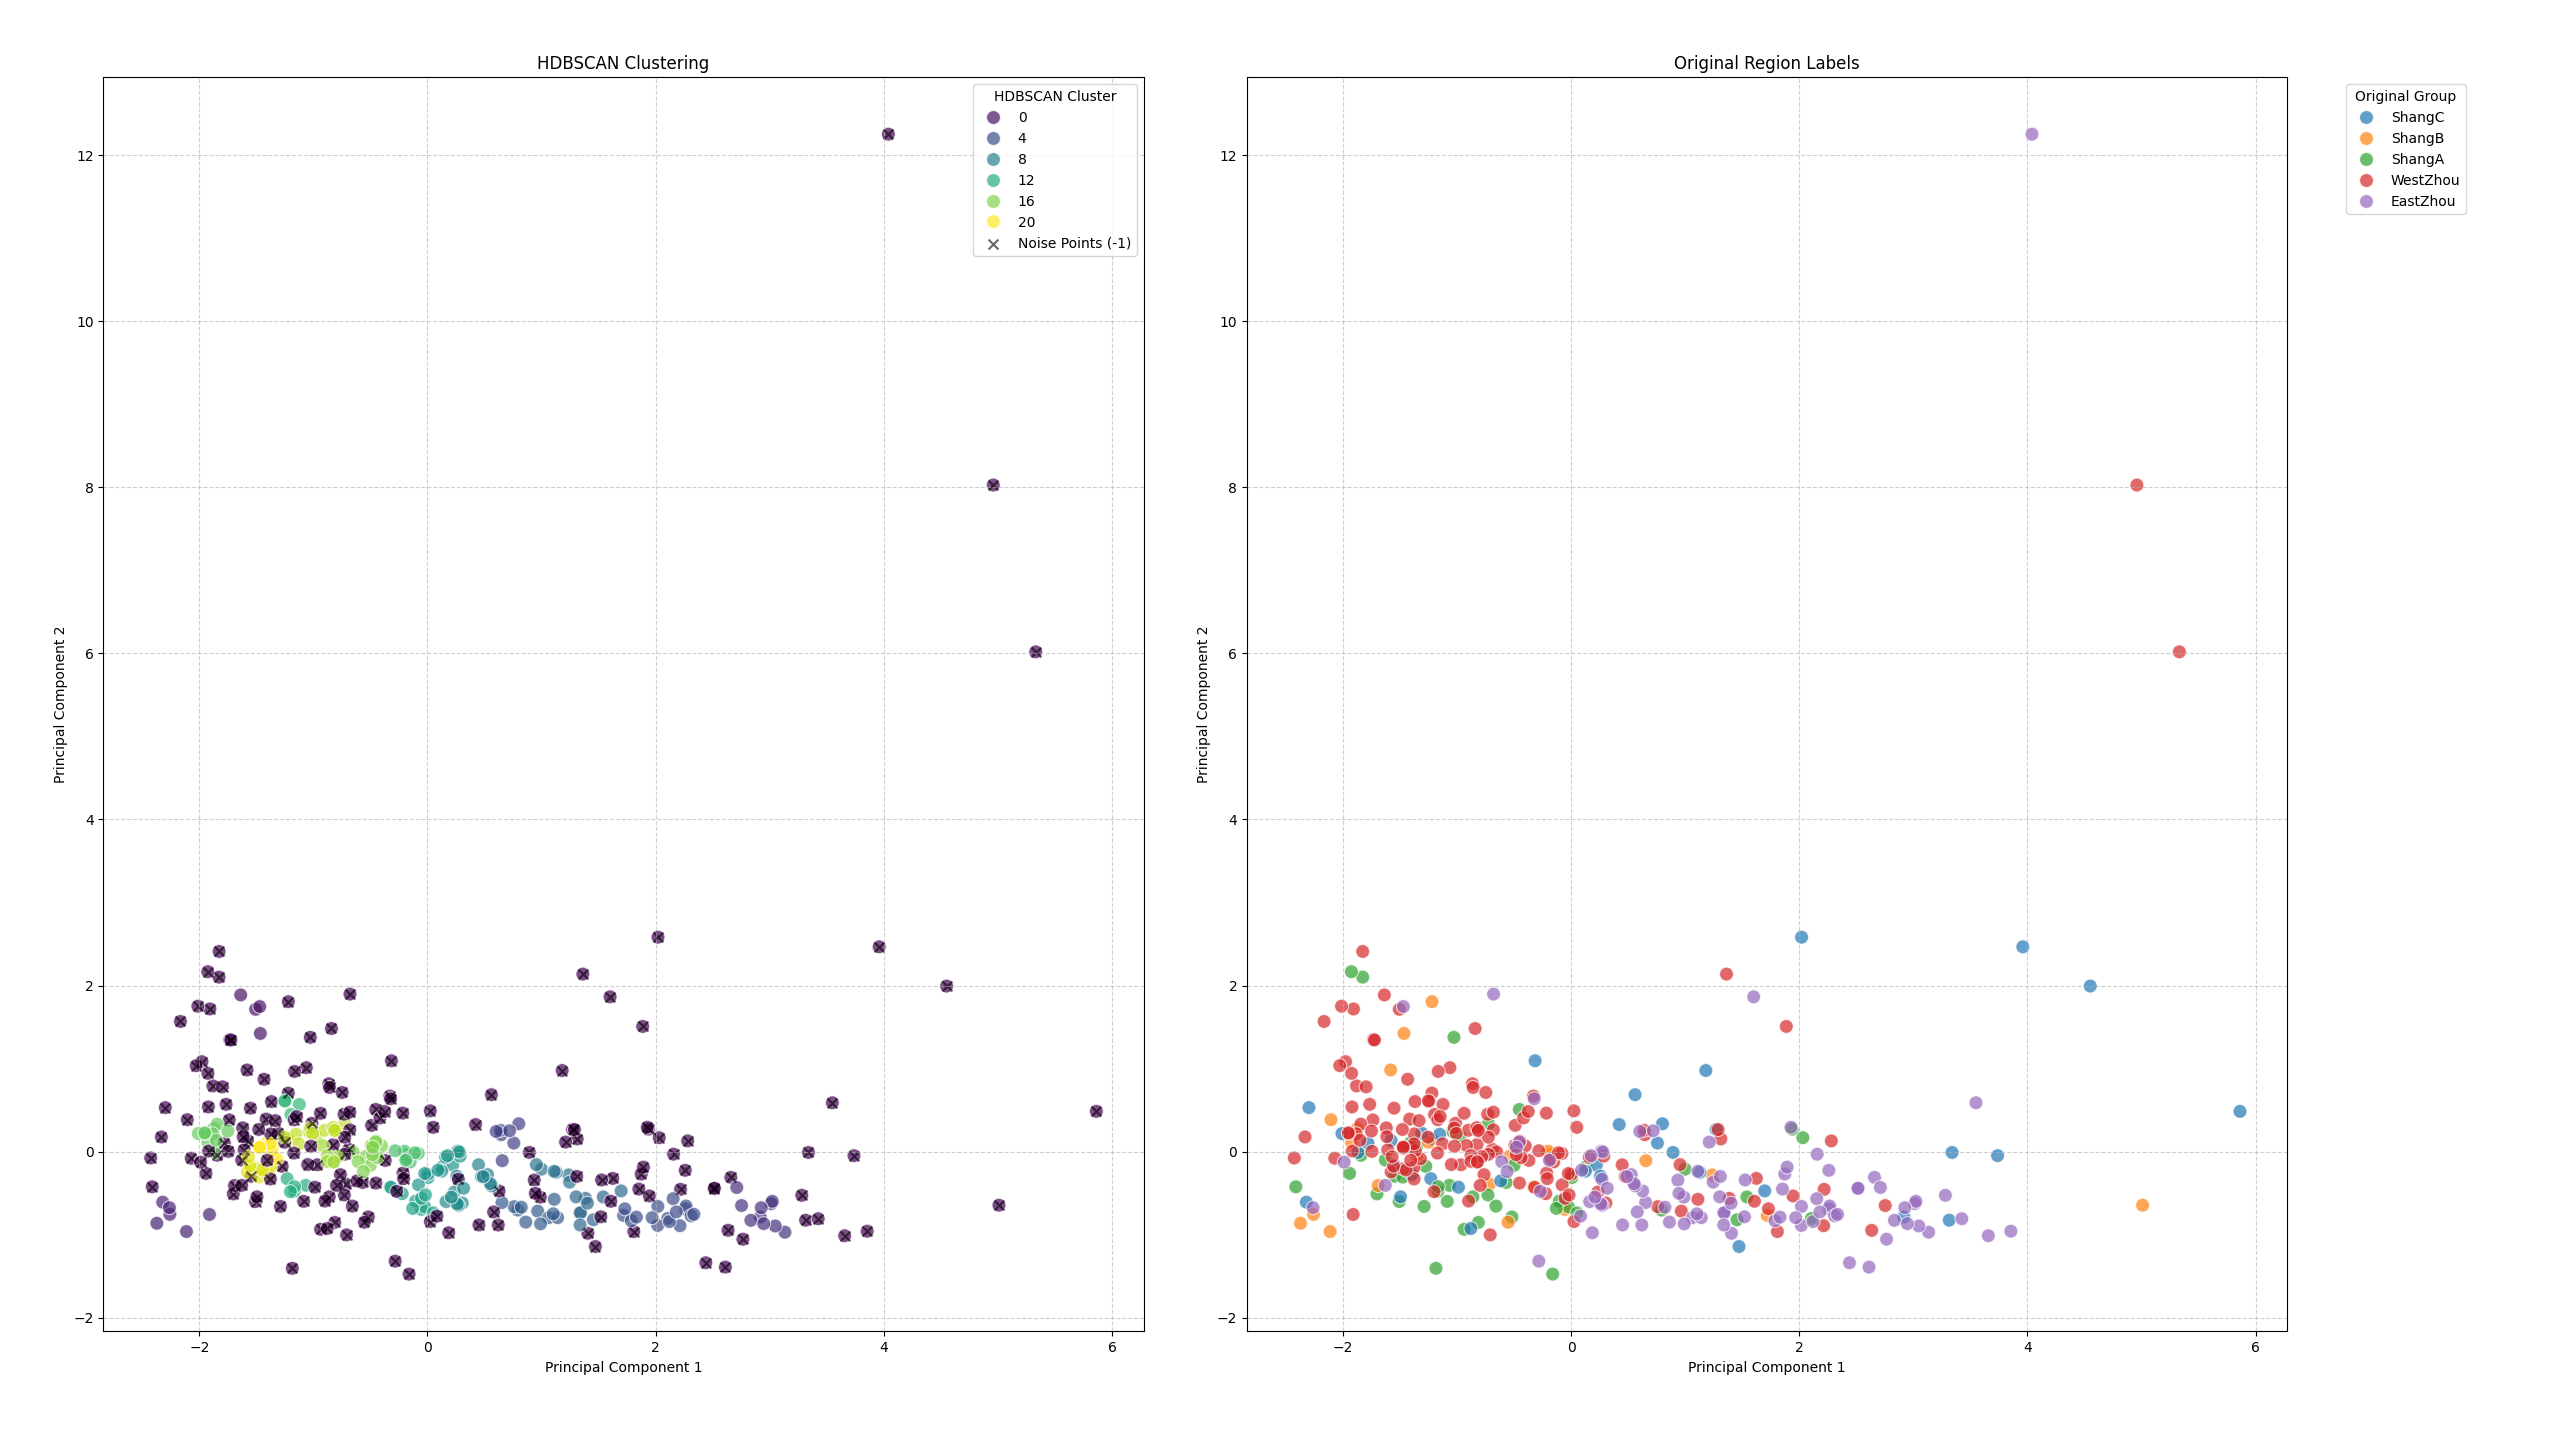 HDBSCAN Clustering
HDBSCAN Cluster
0
4
8
12
16
20
Noise Points (-1)
12
10
8
6
4
2
0
−2
−2
0
2
4
6
Principal Component 2
Principal Component 1
Original Region Labels
12
10
8
6
4
2
0
−2
−2
0
2
4
6
Principal Component 2
Principal Component 1
Original Group
ShangC
ShangB
ShangA
WestZhou
EastZhou